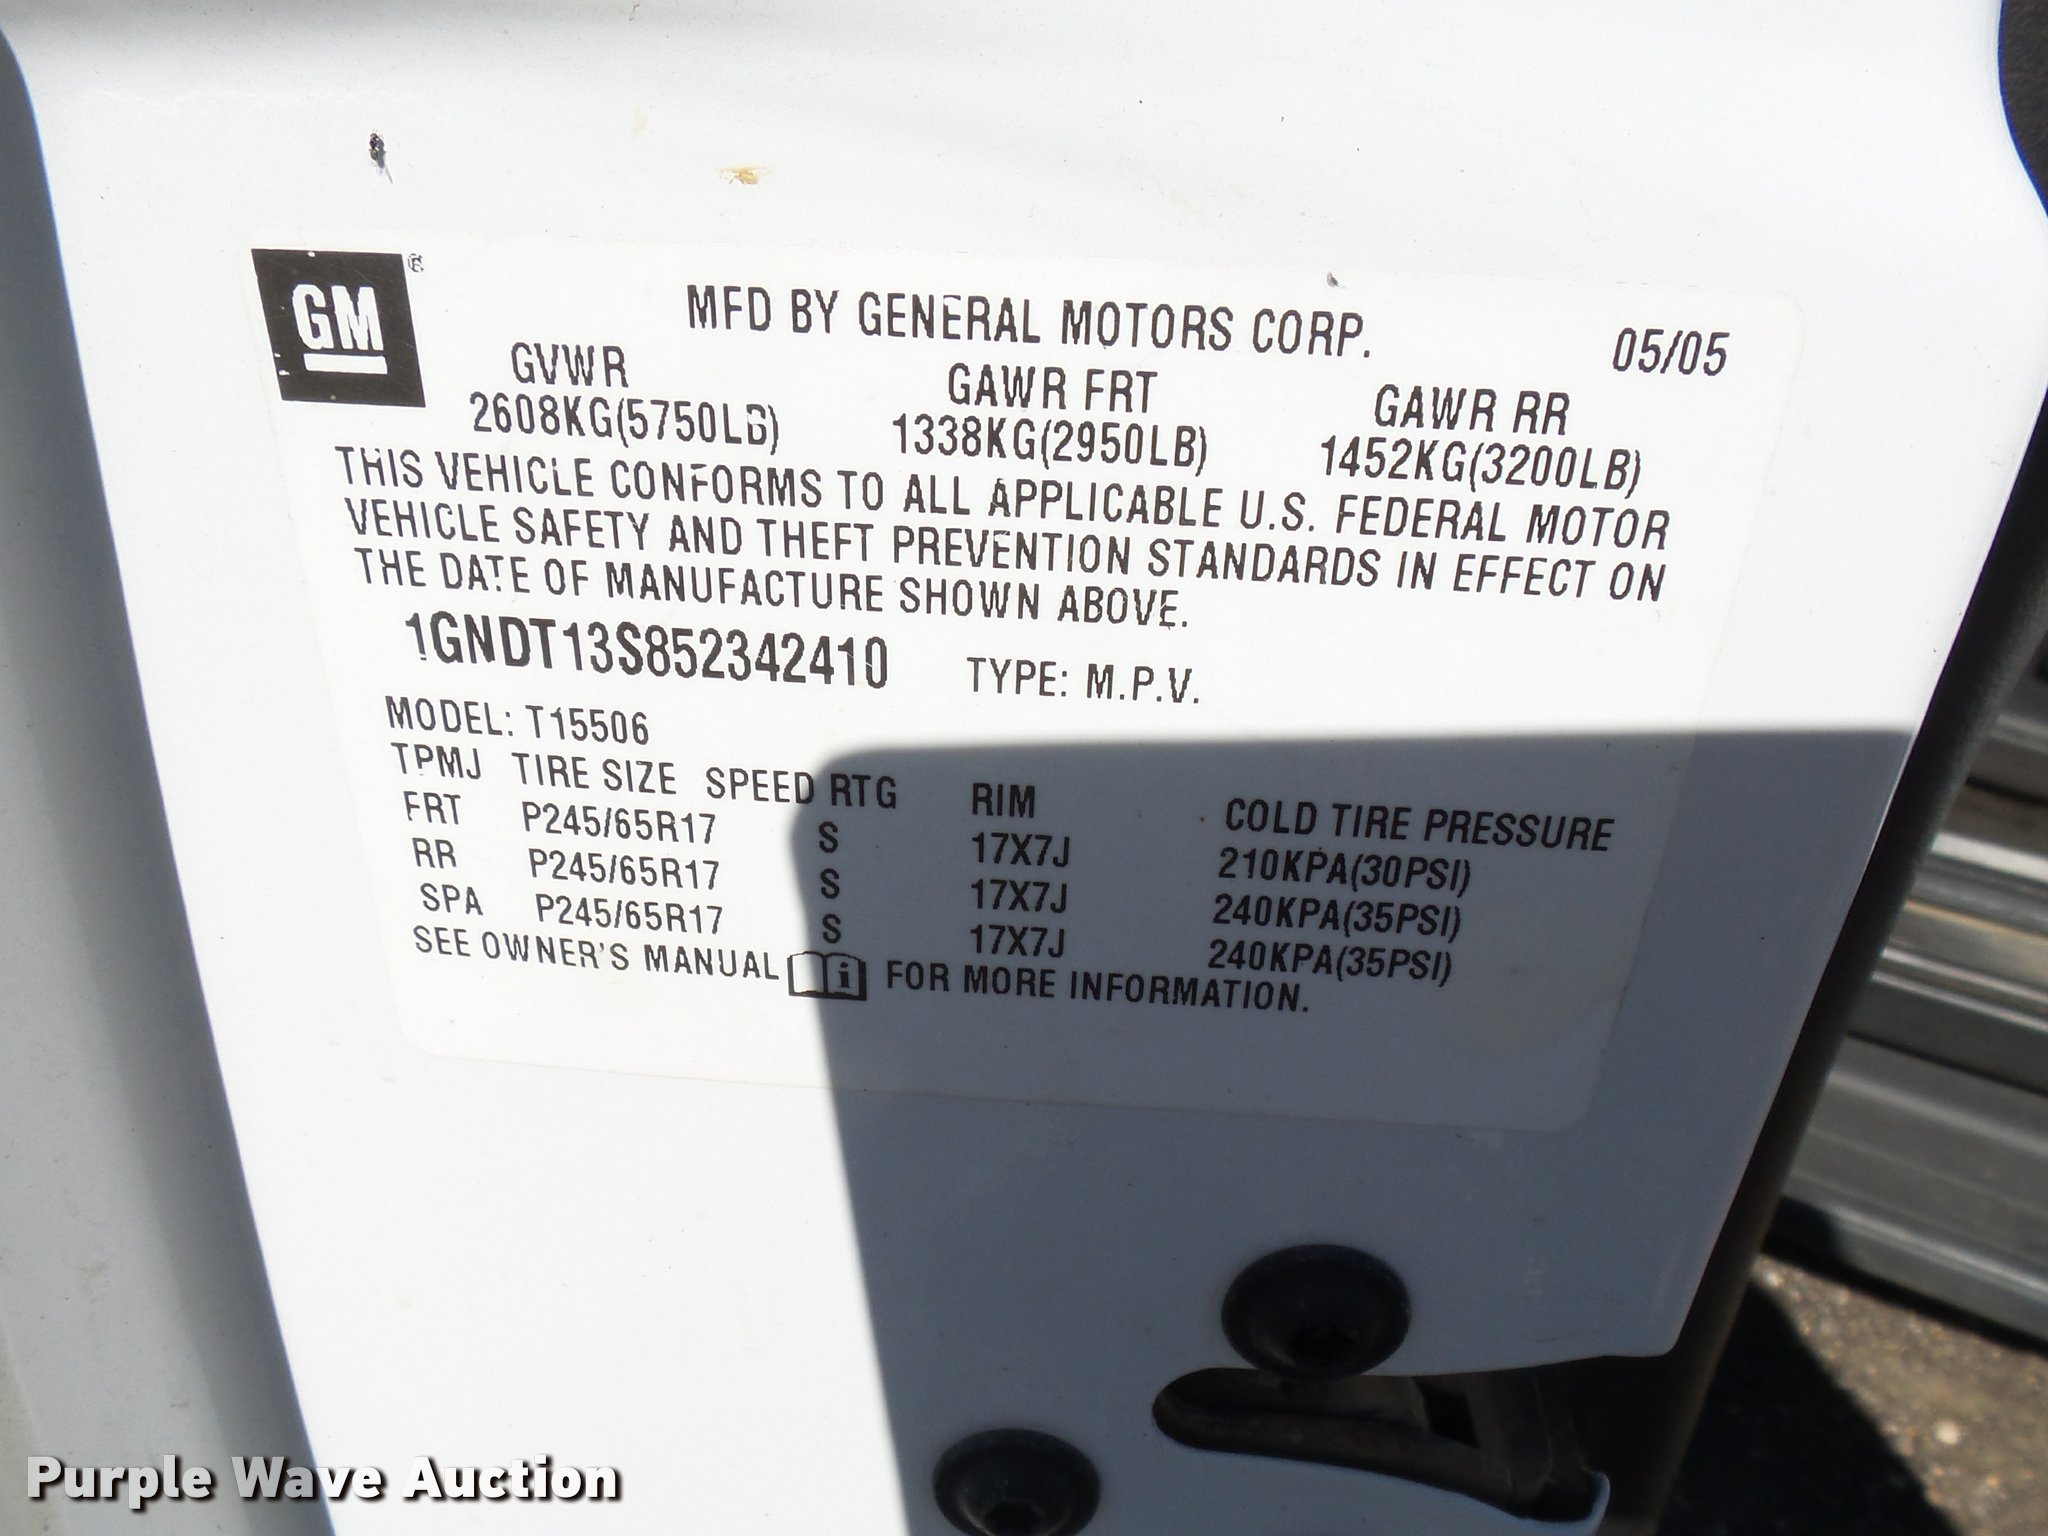 GM
MFD BY GENERAL MOTORS CORP. 05/05
GVWR GAWR FRT GAWR RR
2608KG(5750LB) 1338KG(2950LB) 1452KG(3200LB)
THIS VEHICLE CONFORMS TO ALL APPLICABLE U.S. FEDERAL MOTOR
VEHICLE SAFETY AND THEFT PREVENTION STANDARDS IN EFFECT ON
THE DATE OF MANUFACTURE SHOWN ABOVE.
1GNDT13S852342410 TYPE: M.P.V.
MODEL: T15506
TPMJ TIRE SIZE SPEED RTG RIM COLD TIRE PRESSURE
FRT P245/65R17 S 17X7J 210KPA(30PSI)
RR P245/65R17 S 17X7J 240KPA(35PSI)
SPA P245/65R17 S 17X7J 240KPA(35PSI)
SEE OWNER'S MANUAL i FOR MORE INFORMATION.
Purple Wave Auction